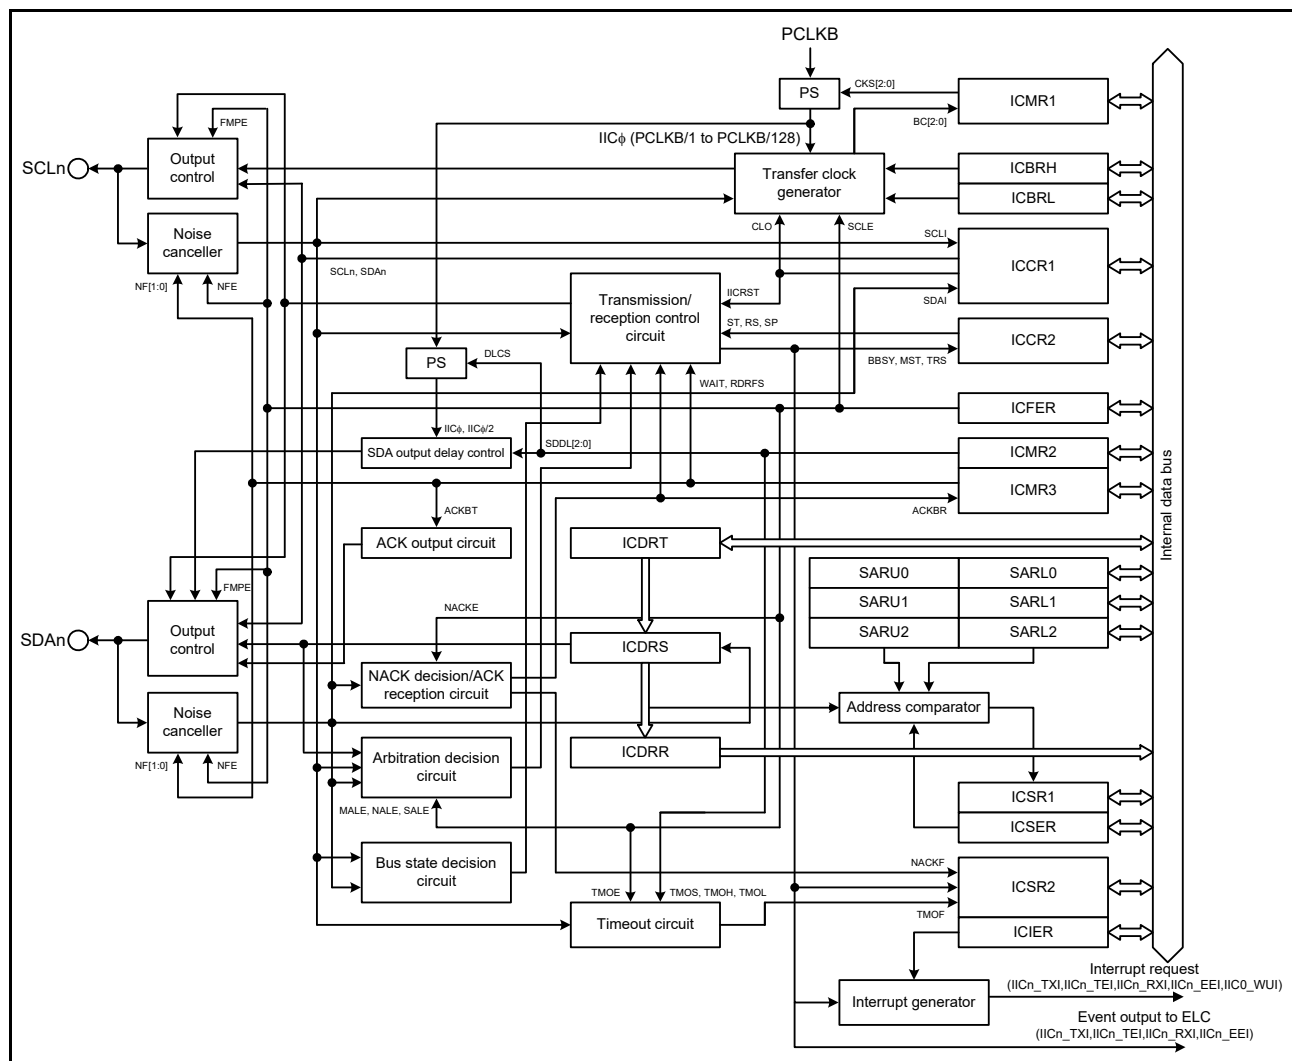 PCLKB
PS
CKS[2:0]
ICMR1
BC[2:0]
FMPE
IICϕ (PCLKB/1 to PCLKB/128)
SCLn
Output
control
Transfer clock
generator
ICBRH
ICBRL
Noise
canceller
CLO
SCLE
SCLI
ICCR1
SCLn, SDAn
NF[1:0]
NFE
IICRST
SDAI
Transmission/
reception control
circuit
ST, RS, SP
ICCR2
BBSY, MST, TRS
PS
DLCS
WAIT, RDRFS
ICFER
IICϕ, IICϕ/2
SDA output delay control
SDDL[2:0]
ICMR2
ICMR3
ACKBT
ACKBR
ACK output circuit
ICDRT
Internal data bus
SARU0
SARL0
SARU1
SARL1
SARU2
SARL2
FMPE
SDAn
Output
control
NACKE
ICDRS
NACK decision/ACK
reception circuit
Address comparator
Noise
canceller
ICDRR
Arbitration decision
circuit
NF[1:0]
NFE
MALE, NALE, SALE
ICSR1
ICSER
Bus state decision
circuit
NACKF
ICSR2
TMOE
TMOS, TMOH, TMOL
TMOF
Timeout circuit
ICIER
Interrupt generator
Interrupt request
(IICn_TXI,IICn_TEI,IICn_RXI,IICn_EEI,IIC0_WUI)
Event output to ELC
(IICn_TXI,IICn_TEI,IICn_RXI,IICn_EEI)